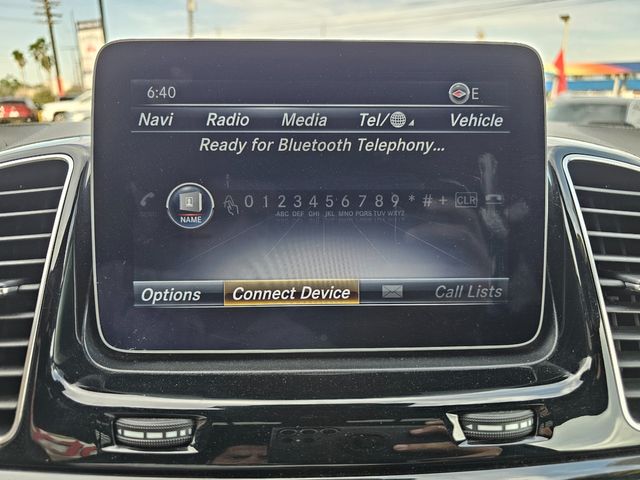 6:40 E
Navi Radio Media Tel/ Vehicle
Ready for Bluetooth Telephony...
0 1 2 3 4 5 6 7 8 9 * # + CLR
ABC DEF GHI JKL MNO PQR TUV WXYZ
NAME
Options Connect Device Call Lists